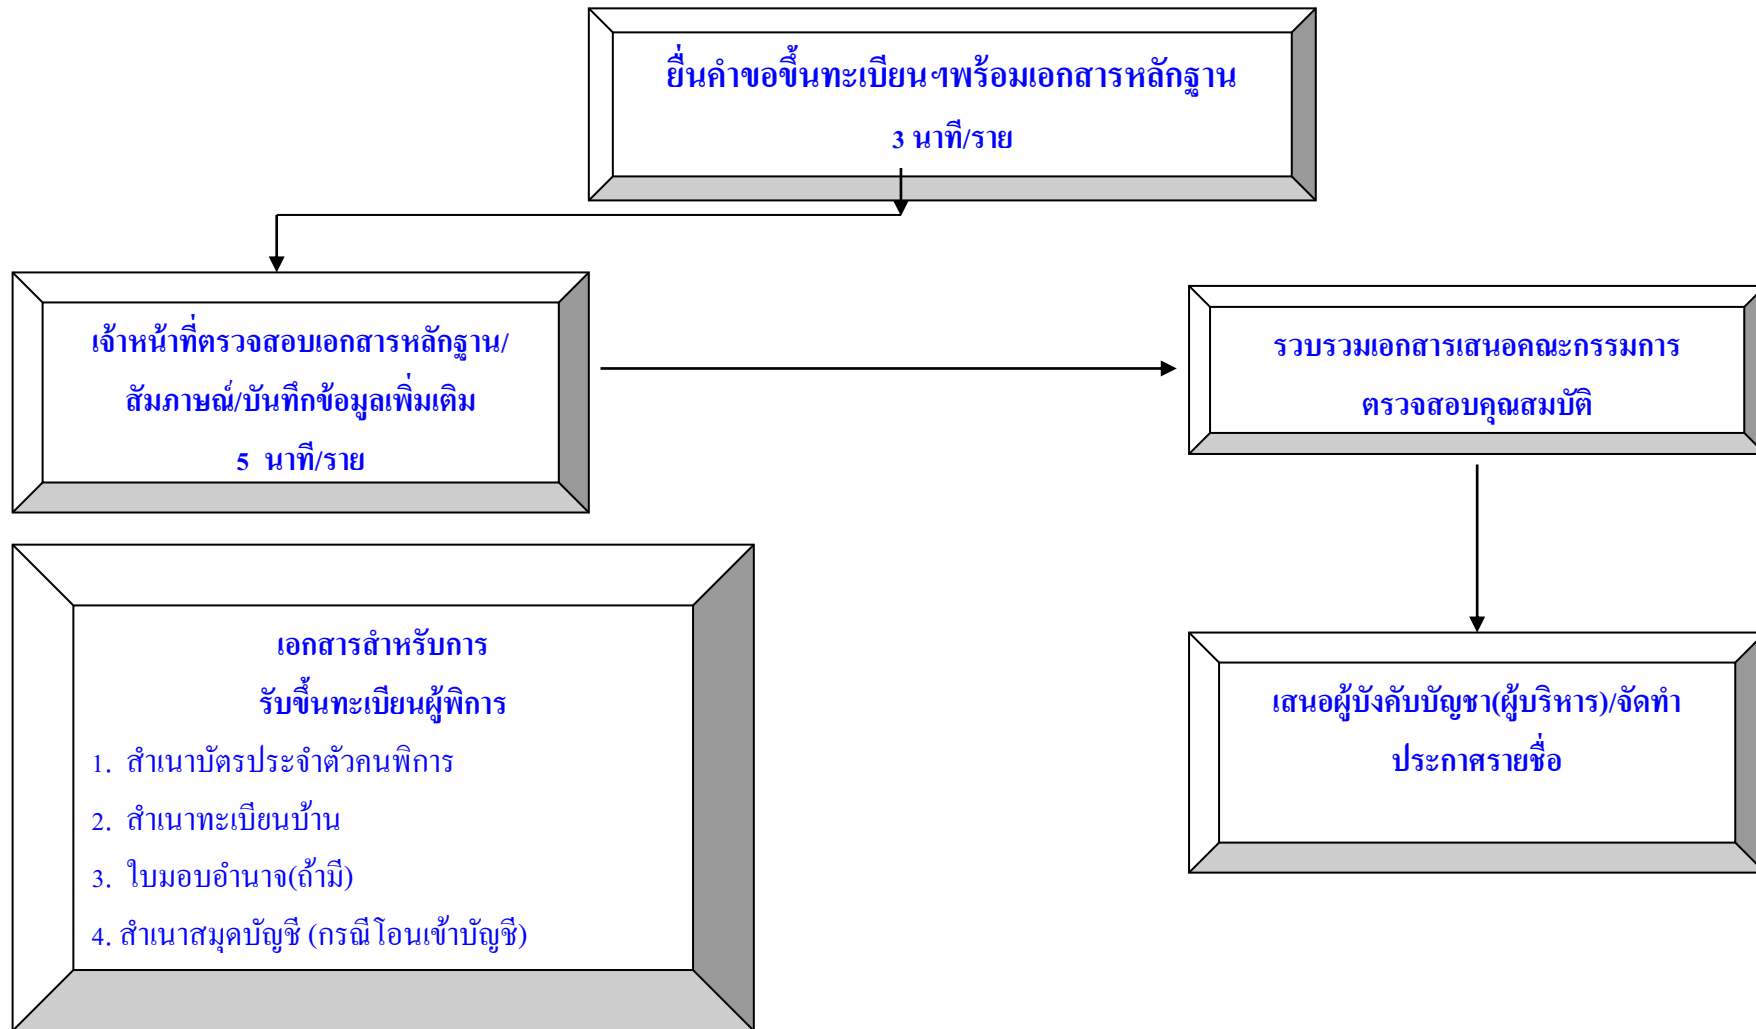 ยื่นคำขอขึ้นทะเบียนฯพร้อมเอกสารหลักฐาน
3 นาที/ราย
เจ้าหน้าที่ตรวจสอบเอกสารหลักฐาน/
สัมภาษณ์/บันทึกข้อมูลเพิ่มเติม
5 นาที/ราย
รวบรวมเอกสารเสนอคณะกรรมการ
ตรวจสอบคุณสมบัติ
เอกสารสำหรับการ
รับขึ้นทะเบียนผู้พิการ
1. สำเนาบัตรประจำตัวคนพิการ
2. สำเนาทะเบียนบ้าน
3. ใบมอบอำนาจ(ถ้ามี)
4. สำเนาสมุดบัญชี (กรณีโอนเข้าบัญชี)
เสนอผู้บังคับบัญชา(ผู้บริหาร)/จัดทำ
ประกาศรายชื่อ